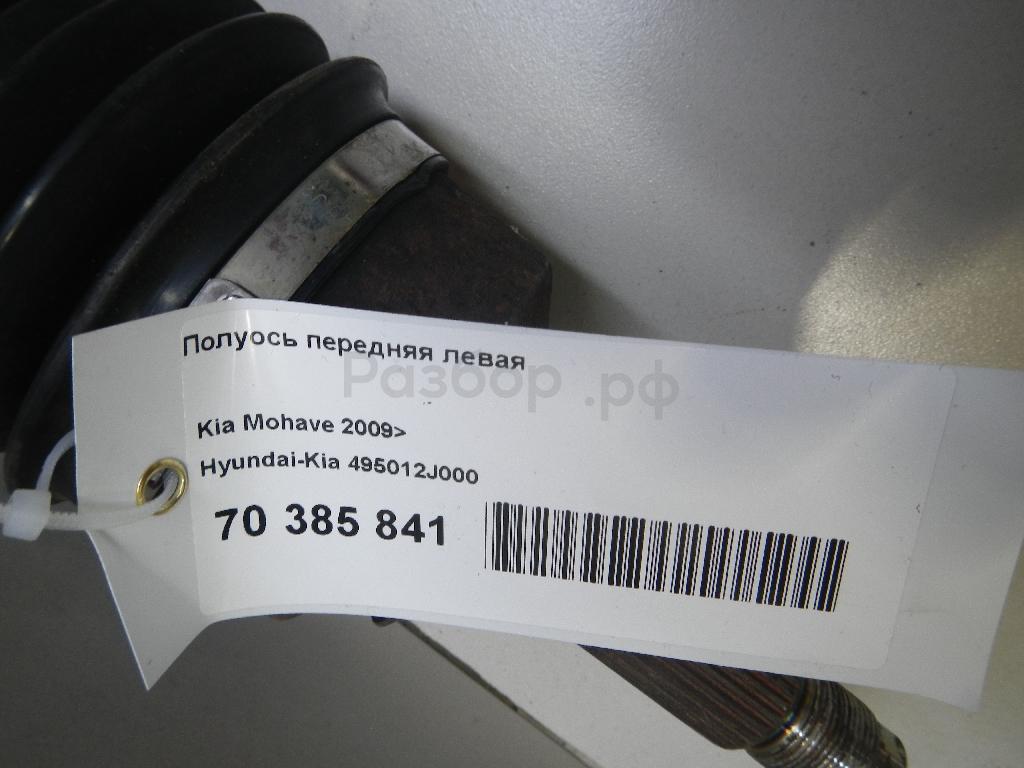 Полуось передняя левая
Разбор.рф
Kia Mohave 2009>
Hyundai-Kia 495012J000
70 385 841